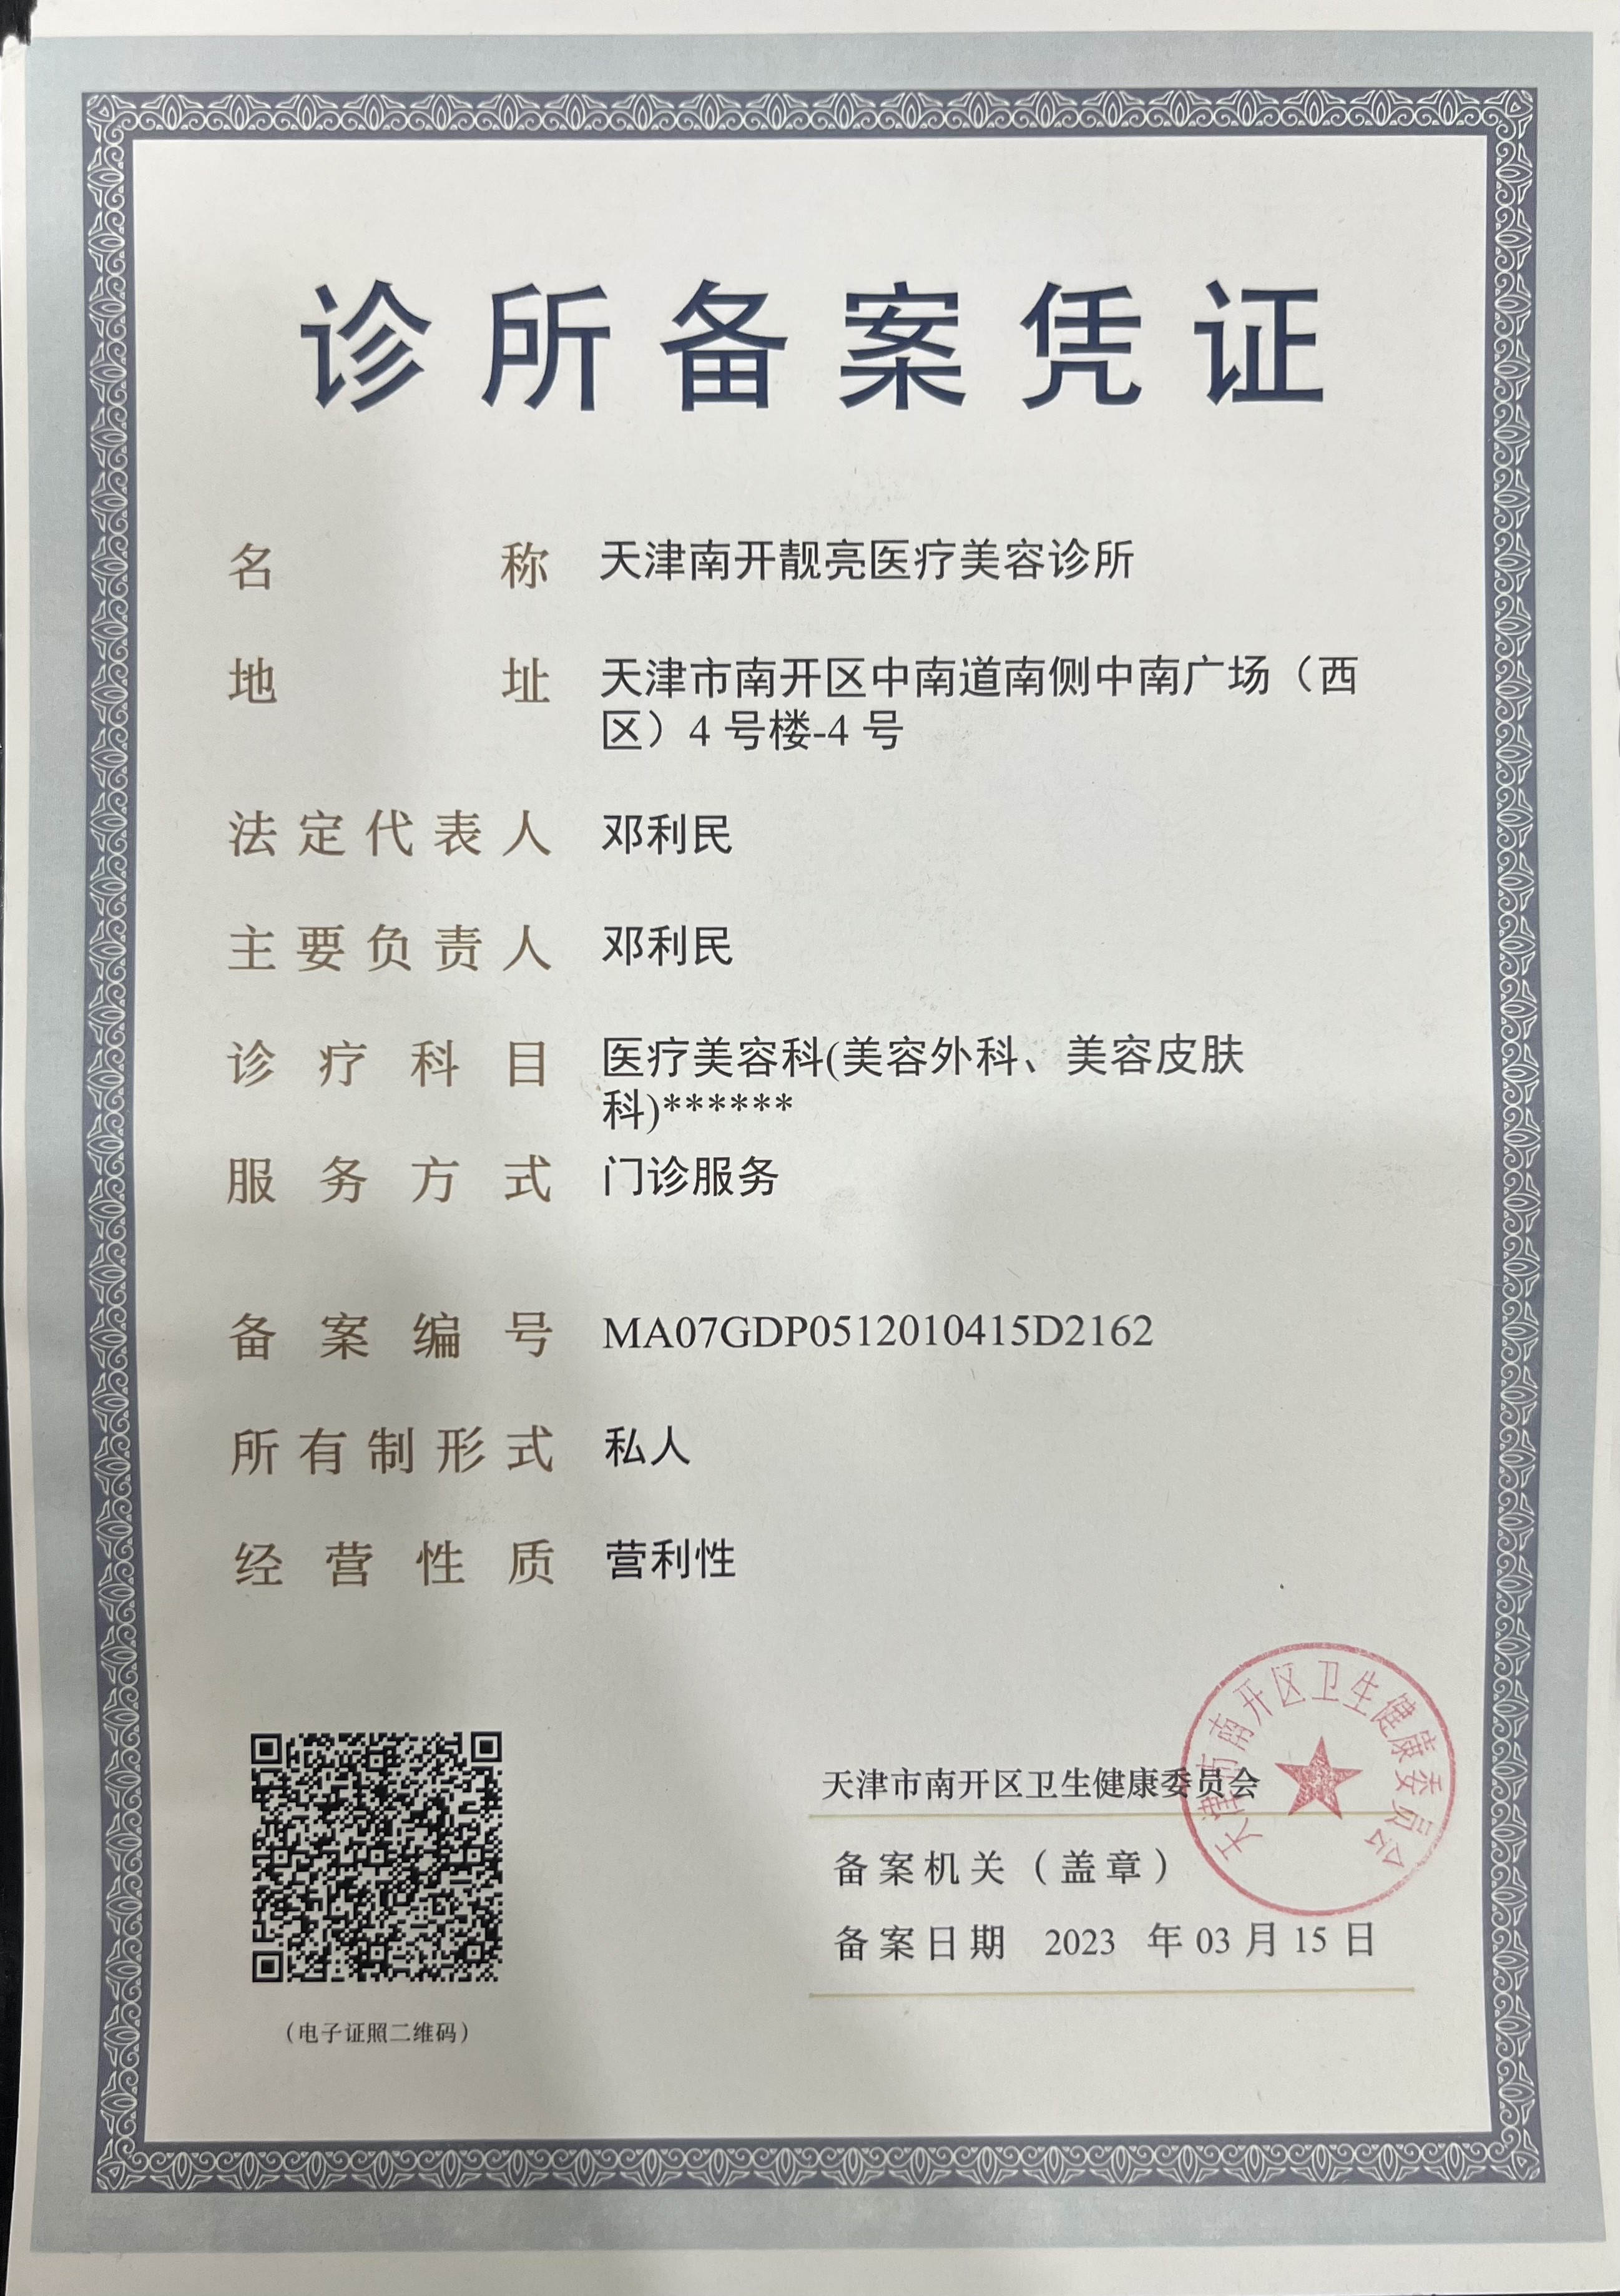 诊所备案凭证
名称 天津南开靓亮医疗美容诊所
地址 天津市南开区中南道南侧中南广场（西
区）4 号楼-4 号
法定代表人 邓利民
主要负责人 邓利民
诊疗科目 医疗美容科(美容外科、美容皮肤
科)******
服务方式 门诊服务
备案编号 MA07GDP0512010415D2162
所有制形式 私人
经营性质 营利性
天津市南开区卫生健康委员会
天津市南开区卫生健康委员会
备案机关（盖章）
备案日期 2023 年 03 月 15 日
（电子证照二维码）